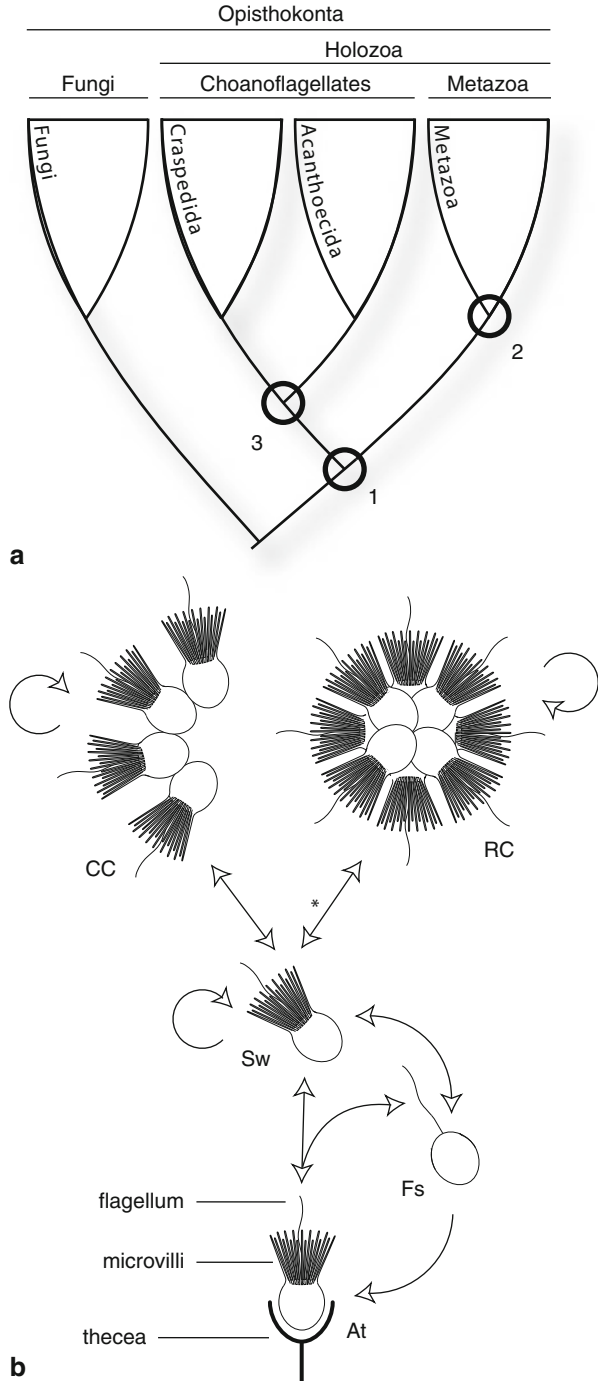 Opisthokonta
Holozoa
Fungi Choanoflagellates Metazoa
Fungi
Craspedida
Acanthoecida
Metazoa
2
3
1
a
CC
RC
*
Sw
Fs
flagellum
microvilli
At
thecea
b